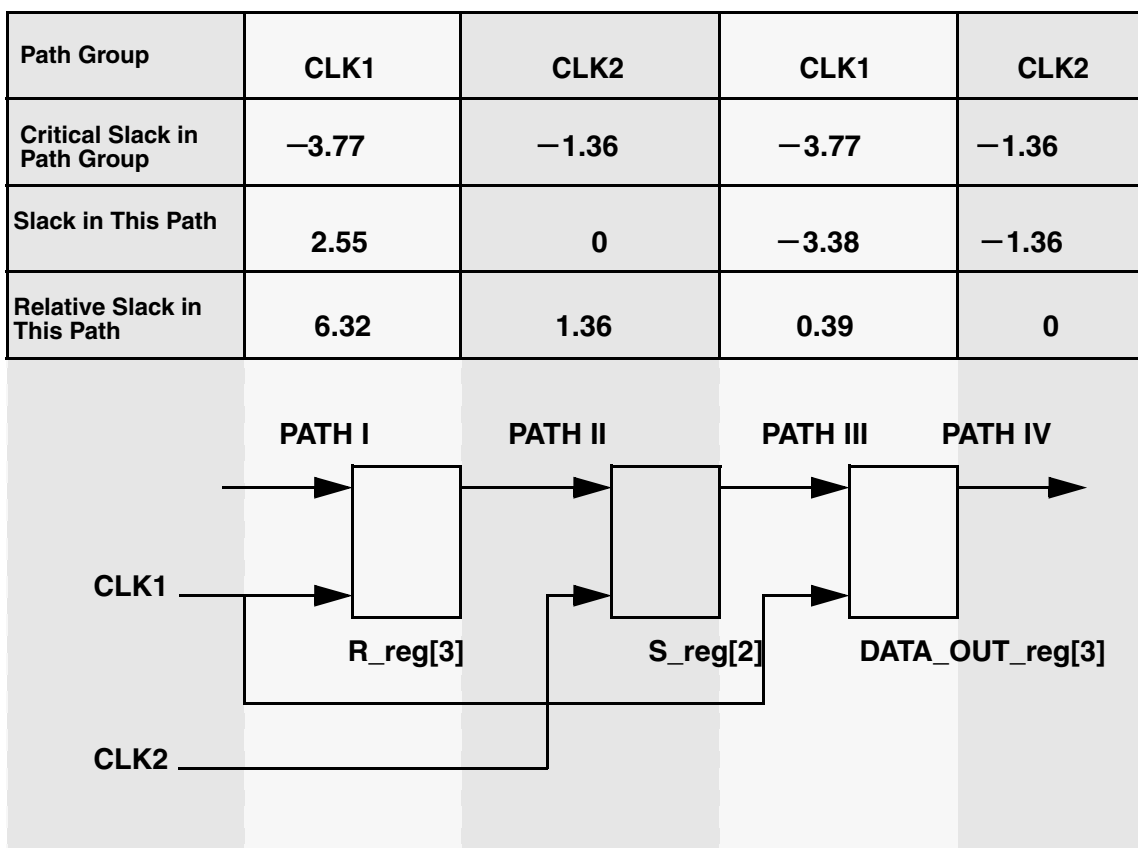 Path Group CLK1 CLK2 CLK1 CLK2
Critical Slack in
Path Group −3.77 −1.36 −3.77 −1.36
Slack in This Path 2.55 0 −3.38 −1.36
Relative Slack in
This Path 6.32 1.36 0.39 0
PATH I PATH II PATH III PATH IV
CLK1
R_reg[3] S_reg[2] DATA_OUT_reg[3]
CLK2